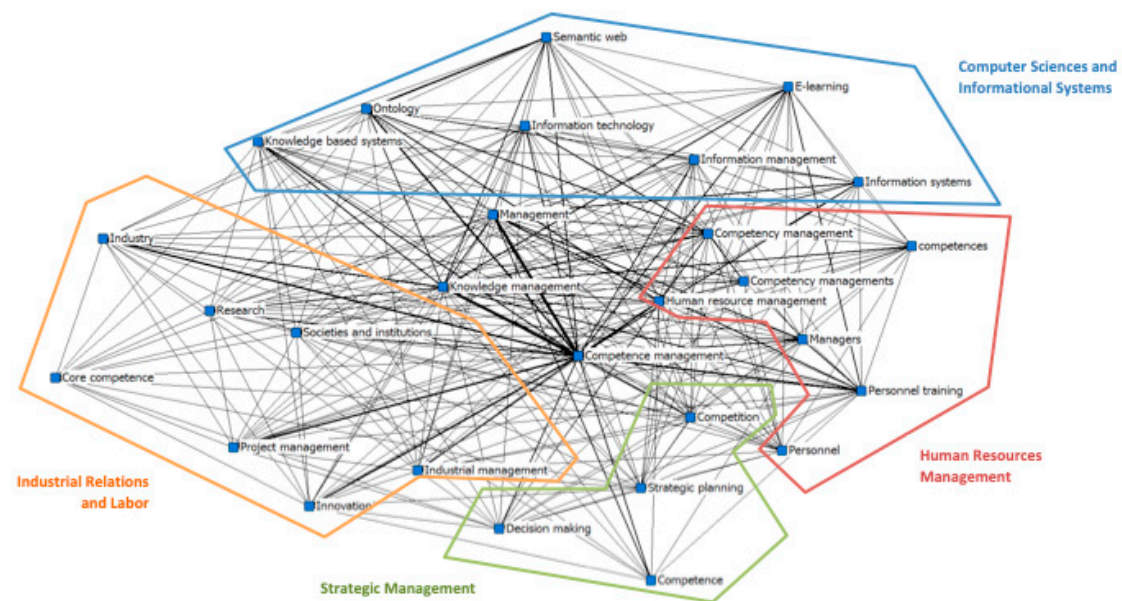 Semantic web
Computer Sciences and
Informational Systems
E-learning
Ontology
Information technology
Knowledge based systems
Information management
Information systems
Management
Competency management
Industry
competences
Competency managements
Knowledge management
Human resource management
Research
Societies and institutions
Managers
Competence management
Core competence
Personnel training
Competition
Project management
Personnel
Human Resources
Management
Industrial management
Industrial Relations
and Labor
Strategic planning
Innovation
Decision making
Competence
Strategic Management